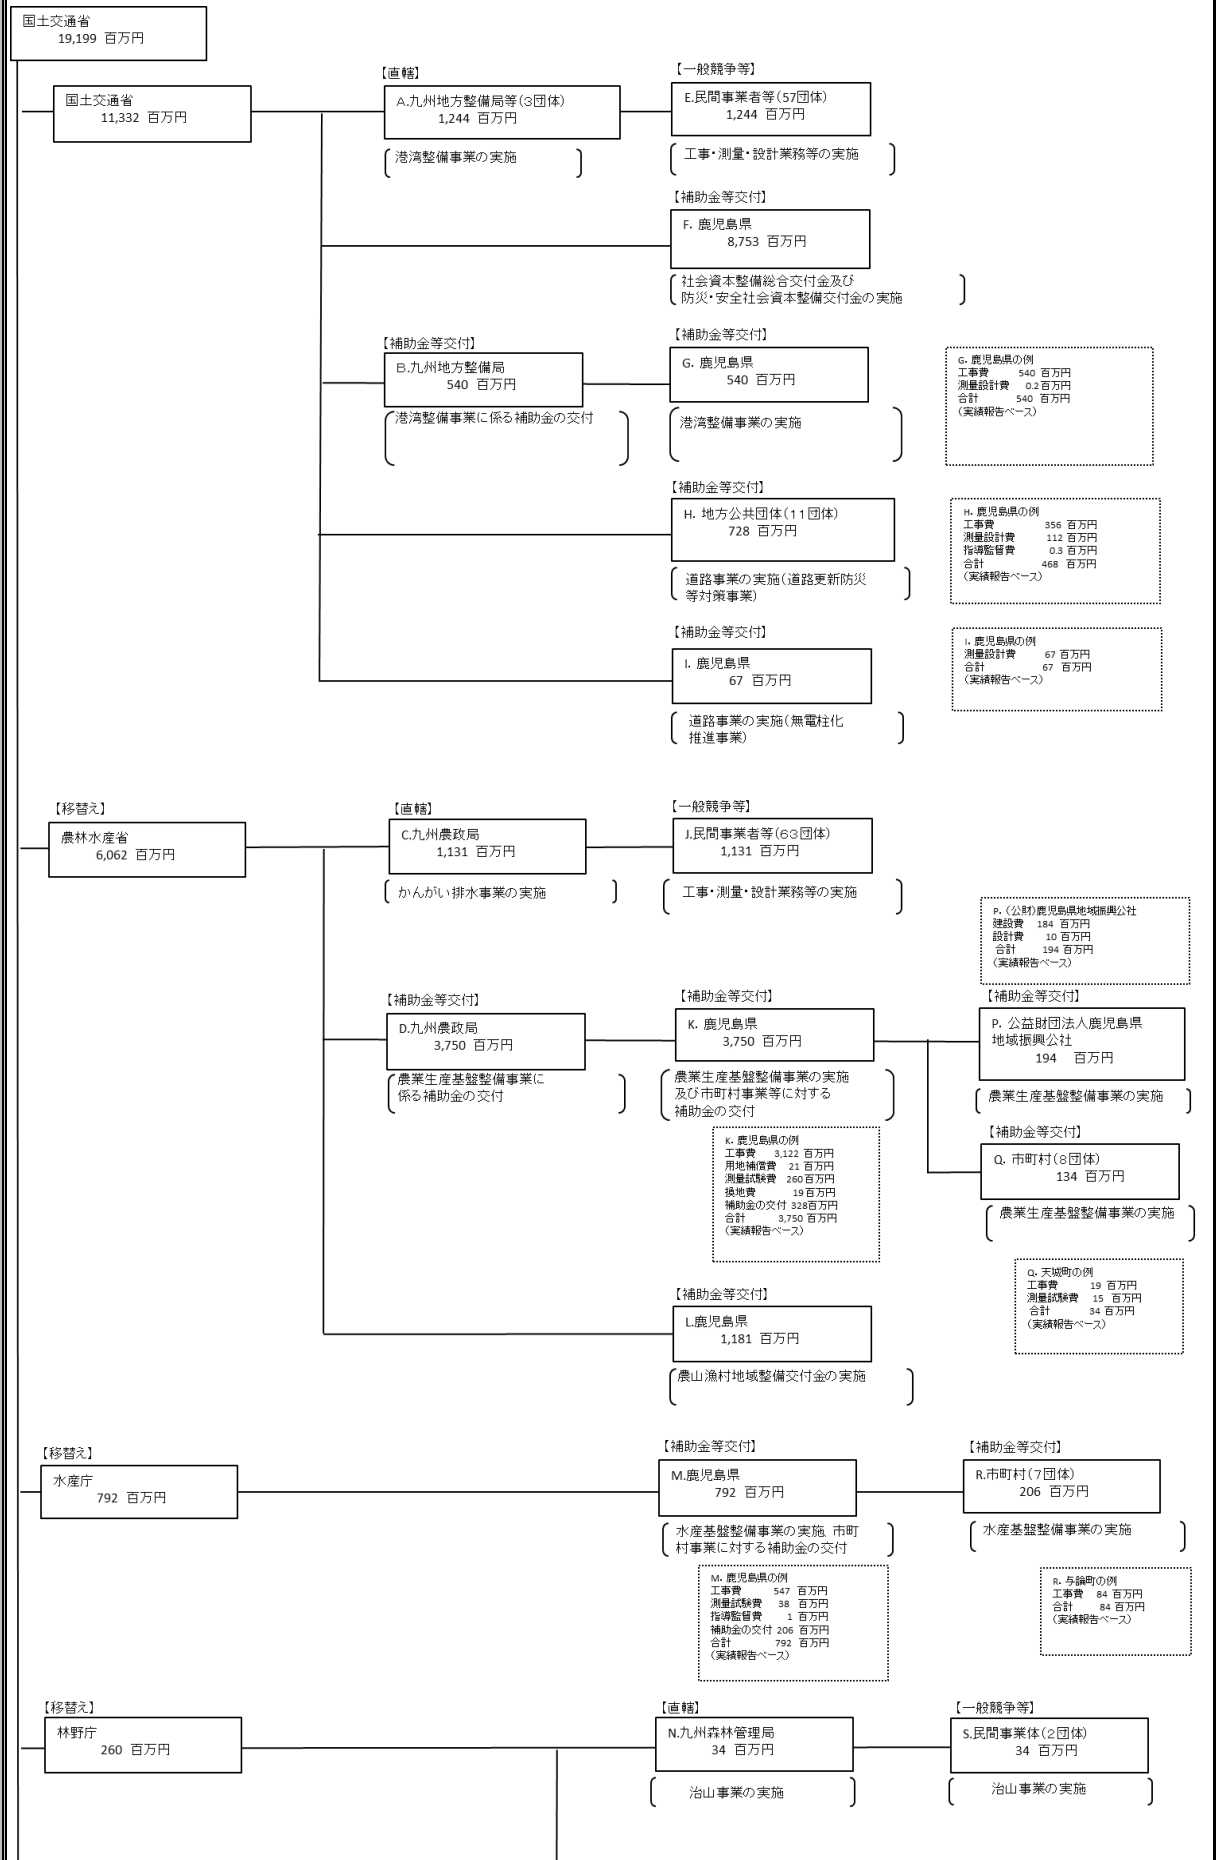 国土交通省
19,199 百万円
国土交通省
11,332 百万円
【直轄】
A.九州地方整備局等(3団体)
1,244 百万円
港湾整備事業の実施
【一般競争等】
E.民間事業者等(57団体)
1,244 百万円
工事・測量・設計業務等の実施
【補助金等交付】
F. 鹿児島県
8,753 百万円
社会資本整備総合交付金及び
防災・安全社会資本整備交付金の実施
【補助金等交付】
B.九州地方整備局
540 百万円
港湾整備事業に係る補助金の交付
【補助金等交付】
G. 鹿児島県
540 百万円
港湾整備事業の実施
G. 鹿児島県の例
工事費 540 百万円
測量設計費 0.2 百万円
合計 540 百万円
(実績報告ベース)
【補助金等交付】
H. 地方公共団体(11団体)
728 百万円
道路事業の実施(道路更新防災
等対策事業)
H. 鹿児島県の例
工事費 356 百万円
測量設計費 112 百万円
指導監督費 0.3 百万円
合計 468 百万円
(実績報告ベース)
【補助金等交付】
I. 鹿児島県
67 百万円
道路事業の実施(無電柱化
推進事業)
I. 鹿児島県の例
測量設計費 67 百万円
合計 67 百万円
(実績報告ベース)
【移替え】
農林水産省
6,062 百万円
【直轄】
C.九州農政局
1,131 百万円
かんがい排水事業の実施
【一般競争等】
J.民間事業者等(63団体)
1,131 百万円
工事・測量・設計業務等の実施
P. (公財)鹿児島県地域振興公社
建設費 184 百万円
設計費 10 百万円
合計 194 百万円
(実績報告ベース)
【補助金等交付】
D.九州農政局
3,750 百万円
農業生産基盤整備事業に
係る補助金の交付
【補助金等交付】
K. 鹿児島県
3,750 百万円
農業生産基盤整備事業の実施
及び市町村事業等に対する
補助金の交付
K. 鹿児島県の例
工事費 3,122 百万円
用地補償費 21 百万円
測量試験費 260 百万円
換地費 19 百万円
補助金の交付 328百万円
合計 3,750 百万円
(実績報告ベース)
【補助金等交付】
P. 公益財団法人鹿児島県
地域振興公社
194 百万円
農業生産基盤整備事業の実施
【補助金等交付】
Q. 市町村(8団体)
134 百万円
農業生産基盤整備事業の実施
Q. 天城町の例
工事費 19 百万円
測量試験費 15 百万円
合計 34 百万円
(実績報告ベース)
【補助金等交付】
L.鹿児島県
1,181 百万円
農山漁村地域整備交付金の実施
【移替え】
水産庁
792 百万円
【補助金等交付】
M.鹿児島県
792 百万円
水産基盤整備事業の実施、市町
村事業に対する補助金の交付
M. 鹿児島県の例
工事費 547 百万円
測量試験費 38 百万円
指導監督費 1 百万円
補助金の交付 206 百万円
合計 792 百万円
(実績報告ベース)
【補助金等交付】
R.市町村(7団体)
206 百万円
水産基盤整備事業の実施
R. 与論町の例
工事費 84 百万円
合計 84 百万円
(実績報告ベース)
【移替え】
林野庁
260 百万円
【直轄】
N.九州森林管理局
34 百万円
治山事業の実施
【一般競争等】
S.民間事業体(2団体)
34 百万円
治山事業の実施